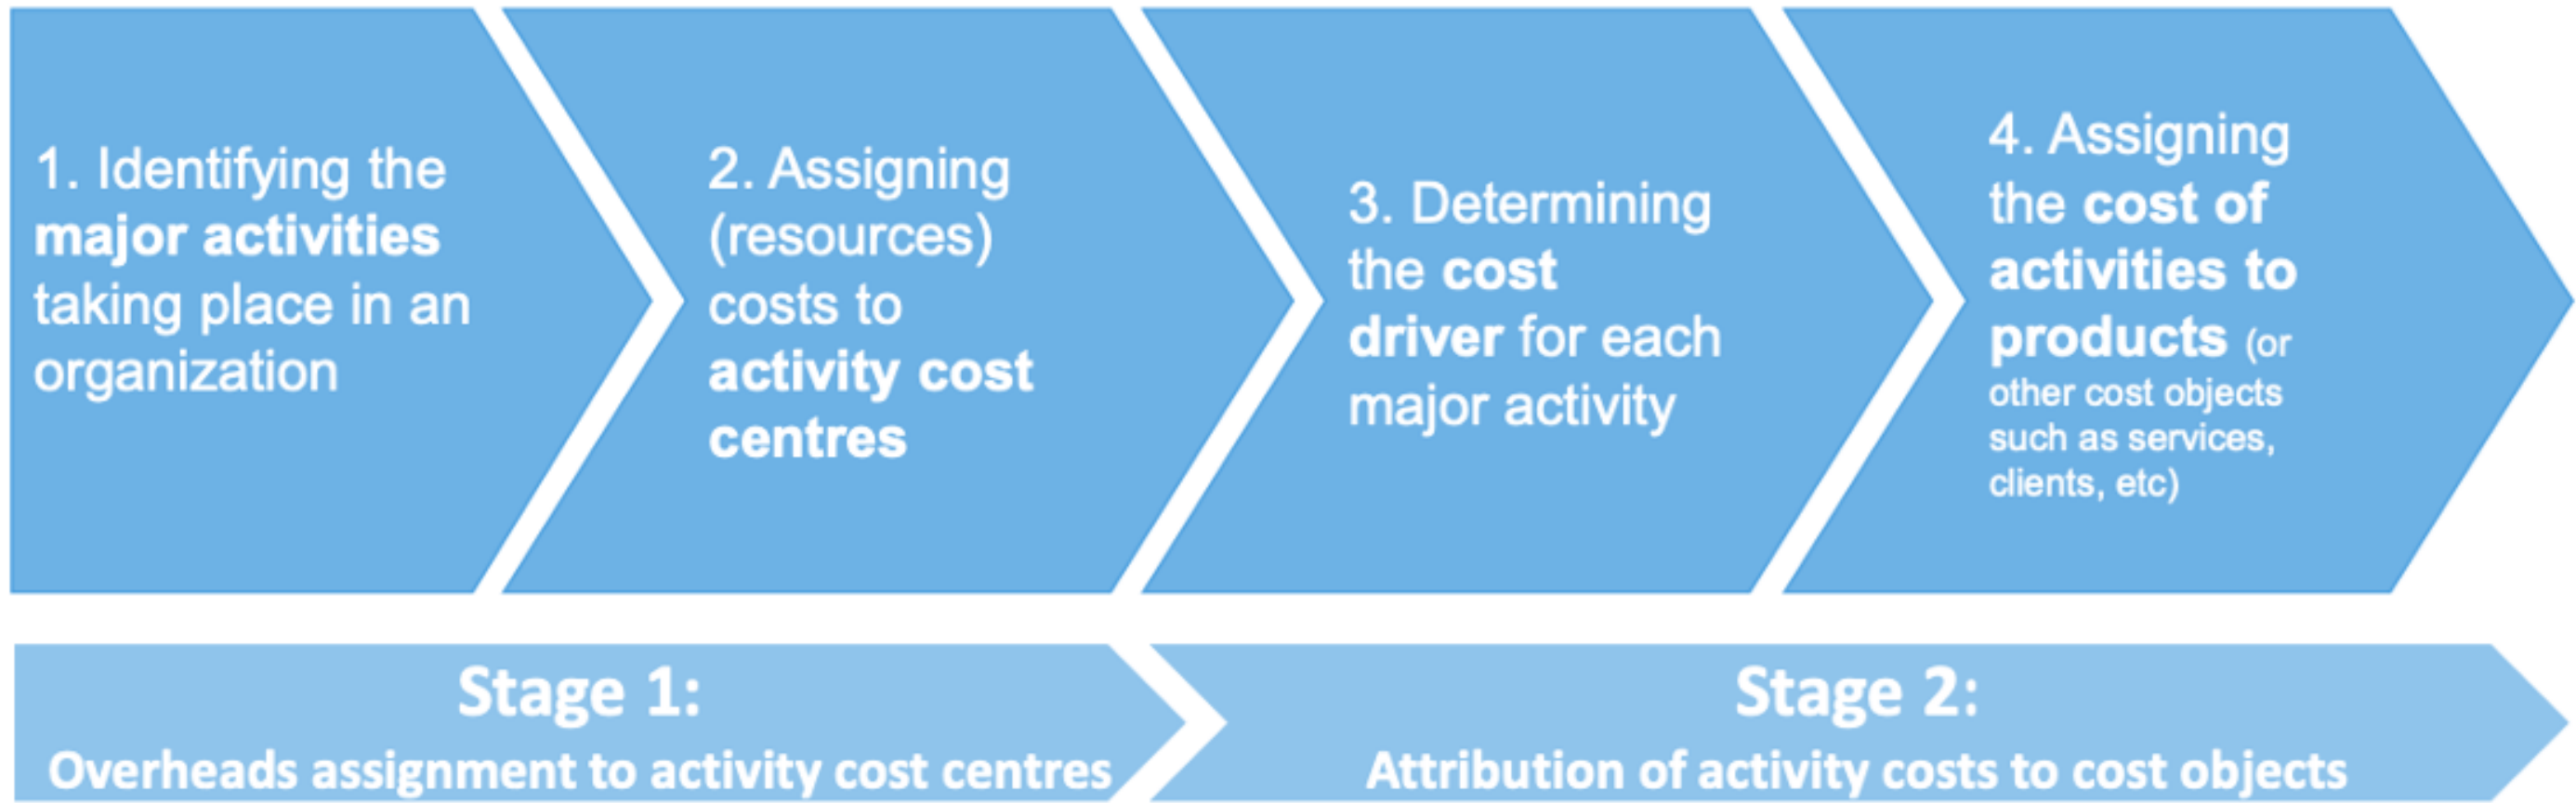 1. Identifying the
major activities
taking place in an
organization
2. Assigning
(resources)
costs to
activity cost
centres
3. Determining
the cost
driver for each
major activity
4. Assigning
the cost of
activities to
products (or
other cost objects
such as services,
clients, etc)
Stage 1:
Overheads assignment to activity cost centres
Stage 2:
Attribution of activity costs to cost objects